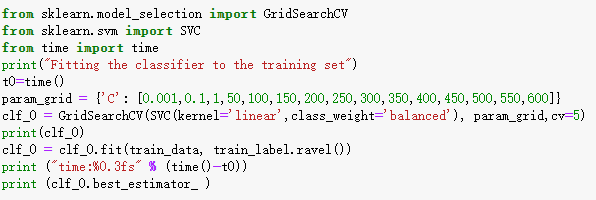 from sklearn.model_selection import GridSearchCV
from sklearn.svm import SVC
from time import time
print("Fitting the classifier to the training set")
t0=time()
param_grid = {'C': [0.001,0.1,1,50,100,150,200,250,300,350,400,450,500,550,600]}
clf_0 = GridSearchCV(SVC(kernel='linear',class_weight='balanced'), param_grid,cv=5)
print(clf_0)
clf_0 = clf_0.fit(train_data, train_label.ravel())
print ("time:%0.3fs" % (time()-t0))
print (clf_0.best_estimator_ )